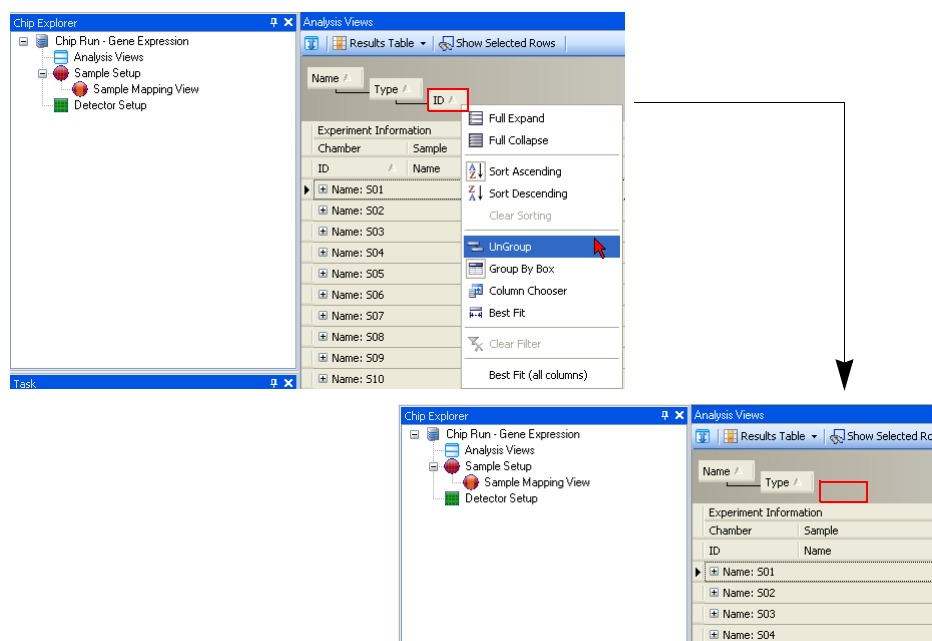 Chip Explorer
Chip Run - Gene Expression
Analysis Views
Sample Setup
Sample Mapping View
Detector Setup
Task
Analysis Views
Results Table
Show Selected Rows
Name
Type
ID
Experiment Information
Chamber Sample
ID Name
Name: S01
Name: S02
Name: S03
Name: S04
Name: S05
Name: S06
Name: S07
Name: S08
Name: S09
Name: S10
Full Expand
Full Collapse
Sort Ascending
Sort Descending
Clear Sorting
UnGroup
Group By Box
Column Chooser
Best Fit
Clear Filter
Best Fit (all columns)
Chip Explorer
Chip Run - Gene Expression
Analysis Views
Sample Setup
Sample Mapping View
Detector Setup
Analysis Views
Results Table
Show Selected Ro
Name
Type
Experiment Information
Chamber Sample
ID Name
Name: S01
Name: S02
Name: S03
Name: S04